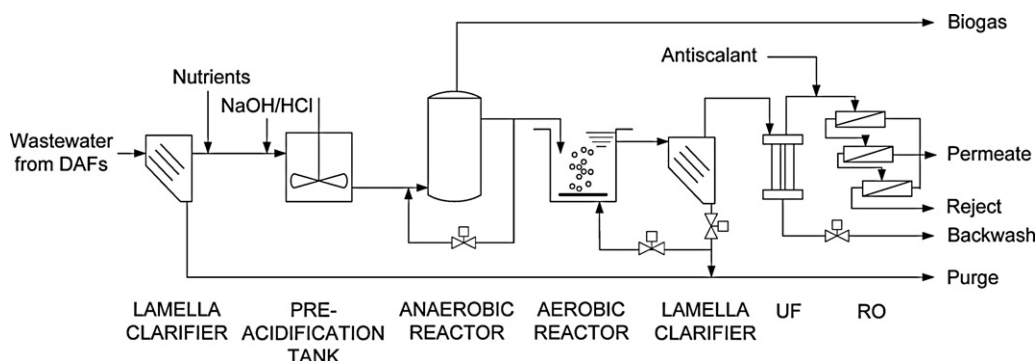 Biogas
Antiscalant
Nutrients
NaOH/HCl
Wastewater
from DAFs
Permeate
Reject
Backwash
Purge
LAMELLA
CLARIFIER
PRE-
ACIDIFICATION
TANK
ANAEROBIC
REACTOR
AEROBIC
REACTOR
LAMELLA
CLARIFIER
UF
RO